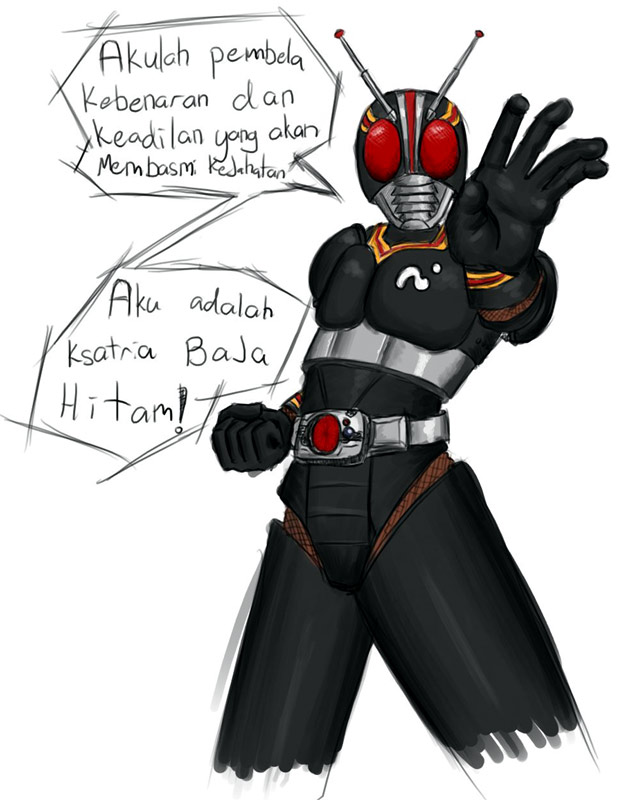 Akulah pembela
Kebenaran dan
Keadilan yang akan
Membasmi Kejahatan
Aku adalah
Ksatria BaJa
Hitam!